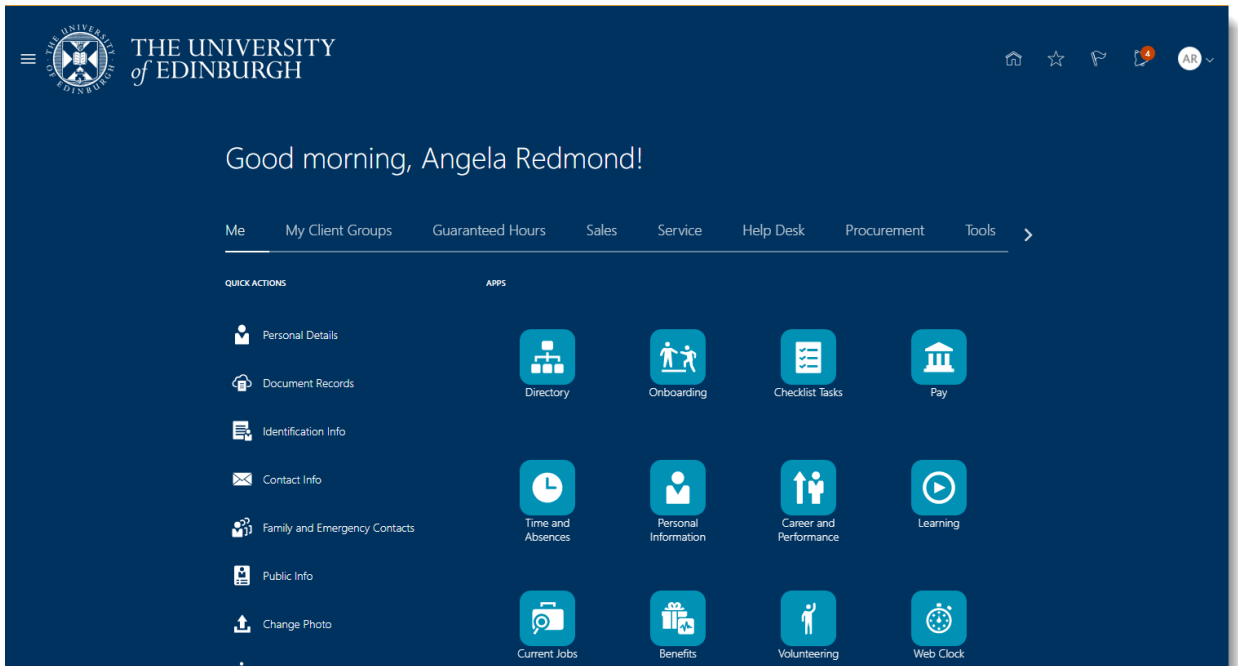 THE UNIVERSITY
of EDINBURGH
4
AR
Good morning, Angela Redmond!
Me My Client Groups Guaranteed Hours Sales Service Help Desk Procurement Tools
QUICK ACTIONS
APPS
Personal Details
Document Records
Identification Info
Contact Info
Family and Emergency Contacts
Public Info
Change Photo
Directory
Onboarding
Checklist Tasks
Pay
Time and
Absences
Personal
Information
Career and
Performance
Learning
Current Jobs
Benefits
Volunteering
Web Clock